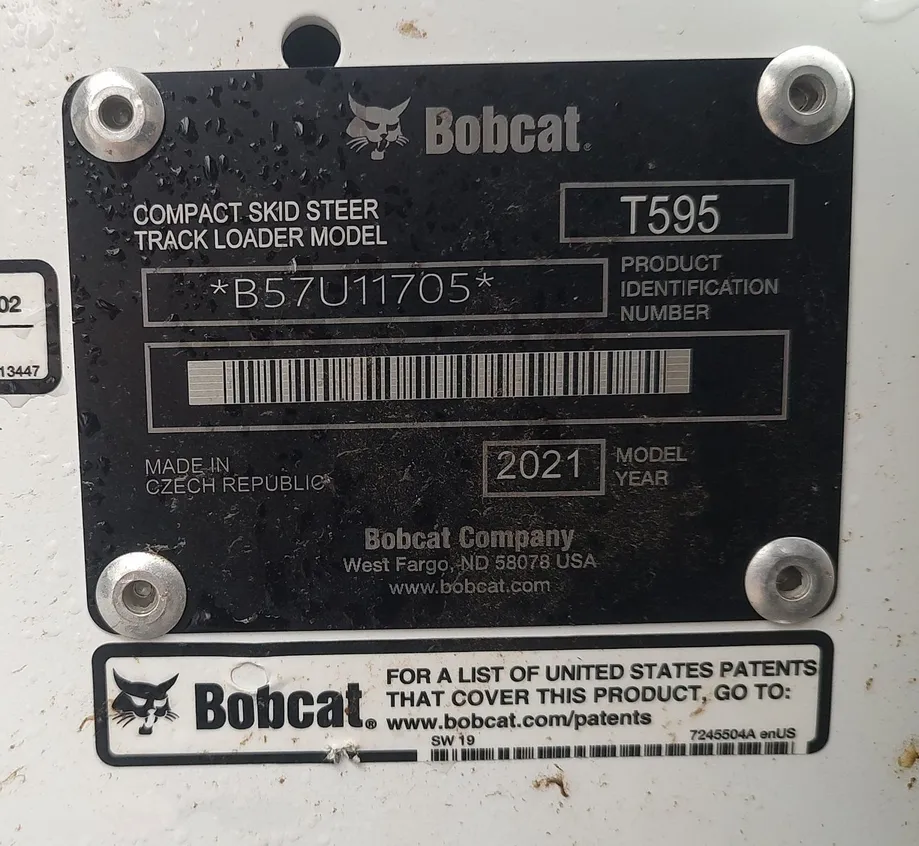 Bobcat®
COMPACT SKID STEER
TRACK LOADER MODEL
T595
*B57U11705*
PRODUCT
IDENTIFICATION
NUMBER
02
13447
MADE IN
CZECH REPUBLIC
2021
MODEL
YEAR
Bobcat Company
West Fargo, ND 58078 USA
www.bobcat.com
Bobcat®
FOR A LIST OF UNITED STATES PATENTS
THAT COVER THIS PRODUCT, GO TO:
www.bobcat.com/patents
SW 19
7245504A enUS